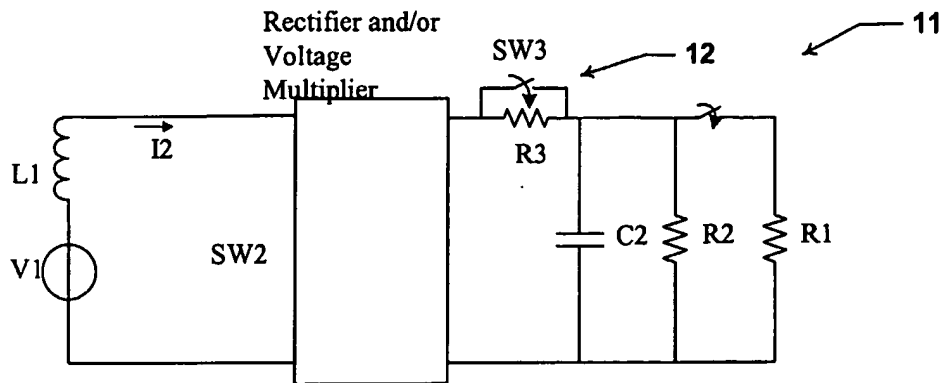 Rectifier and/or
Voltage
Multiplier
SW3
12
11
I2
R3
L1
V1
SW2
C2
R2
R1